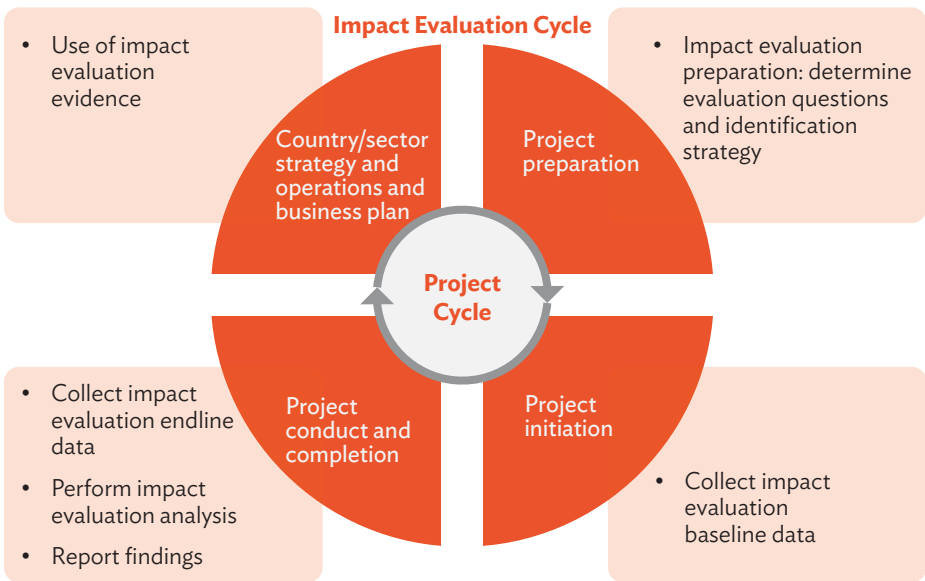 Impact Evaluation Cycle
• Use of impact
evaluation
evidence
Country/sector
strategy and
operations and
business plan
Project
preparation
• Impact evaluation
preparation: determine
evaluation questions
and identification
strategy
Project
Cycle
• Collect impact
evaluation endline
data
• Perform impact
evaluation analysis
• Report findings
Project
conduct and
completion
Project
initiation
• Collect impact
evaluation
baseline data